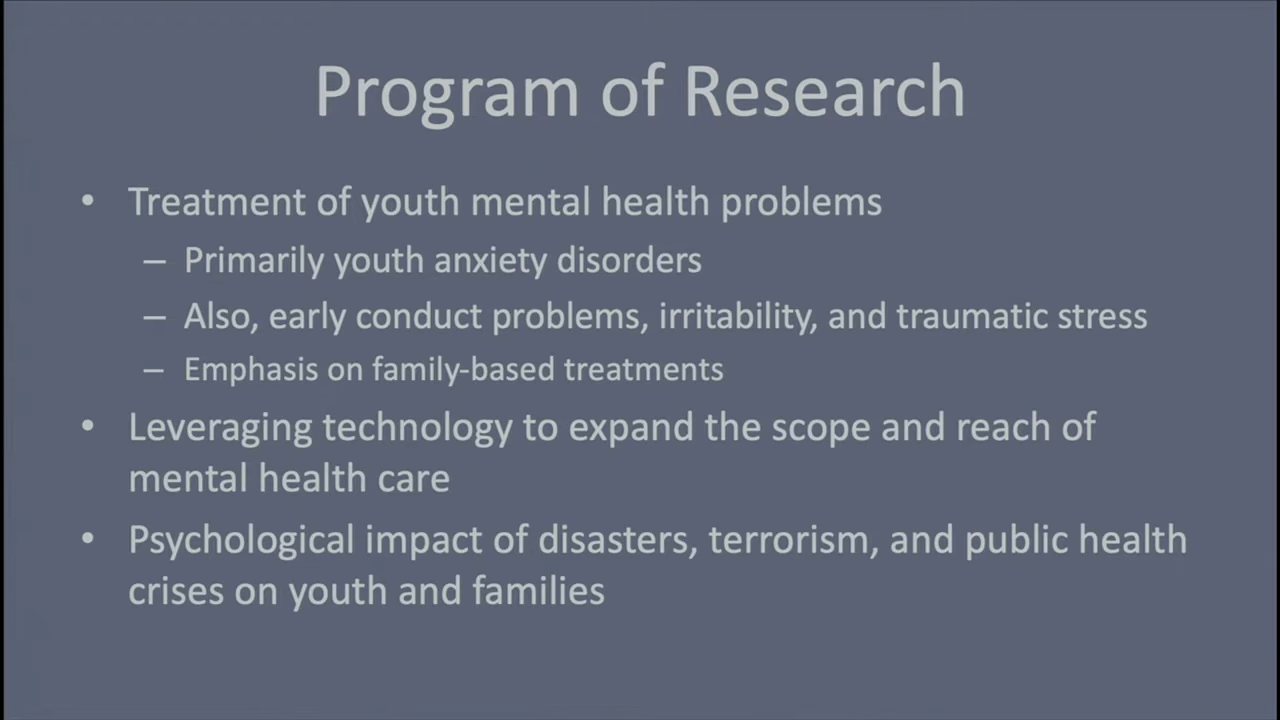 Program of Research
• Treatment of youth mental health problems
– Primarily youth anxiety disorders
– Also, early conduct problems, irritability, and traumatic stress
– Emphasis on family-based treatments
• Leveraging technology to expand the scope and reach of
mental health care
• Psychological impact of disasters, terrorism, and public health
crises on youth and families